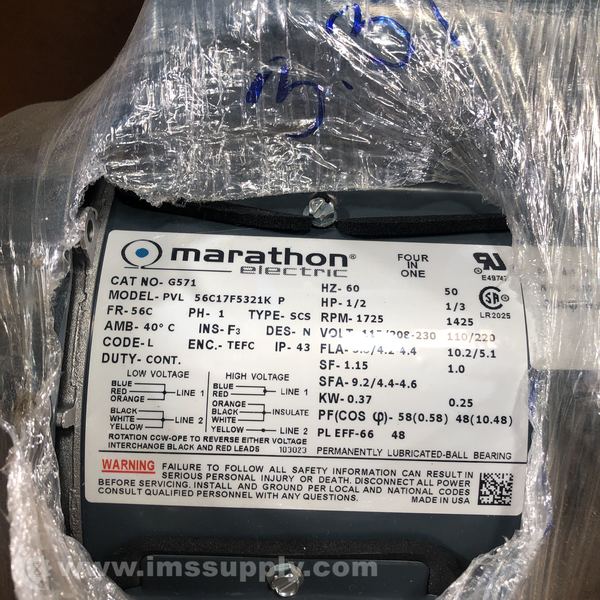 marathon®
electric
FOUR
IN
ONE
E49747
LR2025
CAT NO- G571
MODEL- PVL 56C17F5321K P
FR-56C PH- 1 TYPE- SCS
AMB- 40° C INS-F3 DES- N
CODE-L ENC.- TEFC IP- 43
DUTY- CONT.
HZ- 60 50
HP-1/2 1/3
RPM-1725 1425
VOLT- 115/208-230 110/220
FLA- 4.2-4.4 10.2/5.1
SF- 1.15 1.0
SFA- 9.2/4.4-4.6
KW- 0.37 0.25
PF(COS φ)- 58(0.58) 48(10.48)
PL EFF-66 48
LOW VOLTAGE HIGH VOLTAGE
BLUE BLUE
RED LINE 1 RED LINE 1
ORANGE ORANGE
BLACK BLACK INSULATE
WHITE LINE 2 WHITE
YELLOW YELLOW LINE 2
ROTATION CCW-OPE TO REVERSE EITHER VOLTAGE
INTERCHANGE BLACK AND RED LEADS 103023
PERMANENTLY LUBRICATED-BALL BEARING
WARNING FAILURE TO FOLLOW ALL SAFETY INFORMATION CAN RESULT IN
SERIOUS PERSONAL INJURY OR DEATH. DISCONNECT ALL POWER
BEFORE SERVICING. INSTALL AND GROUND PER LOCAL AND NATIONAL CODES
CONSULT QUALIFIED PERSONNEL WITH ANY QUESTIONS. MADE IN USA
www.imssupply.com